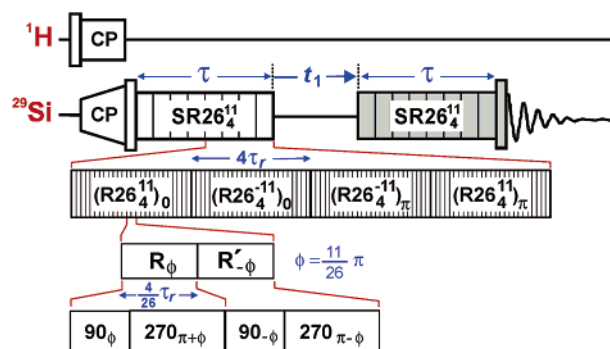 ¹H CP
τ t₁ τ
²⁹Si CP SR26₄¹¹ SR26₄¹¹
4τᵣ
(R26₄¹¹)₀ (R26₄⁻¹¹)₀ (R26₄⁻¹¹)π (R26₄¹¹)π
Rϕ R′₋ϕ ϕ = 11/26 π
4/26 τᵣ
90ϕ 270π+ϕ 90₋ϕ 270π-ϕ